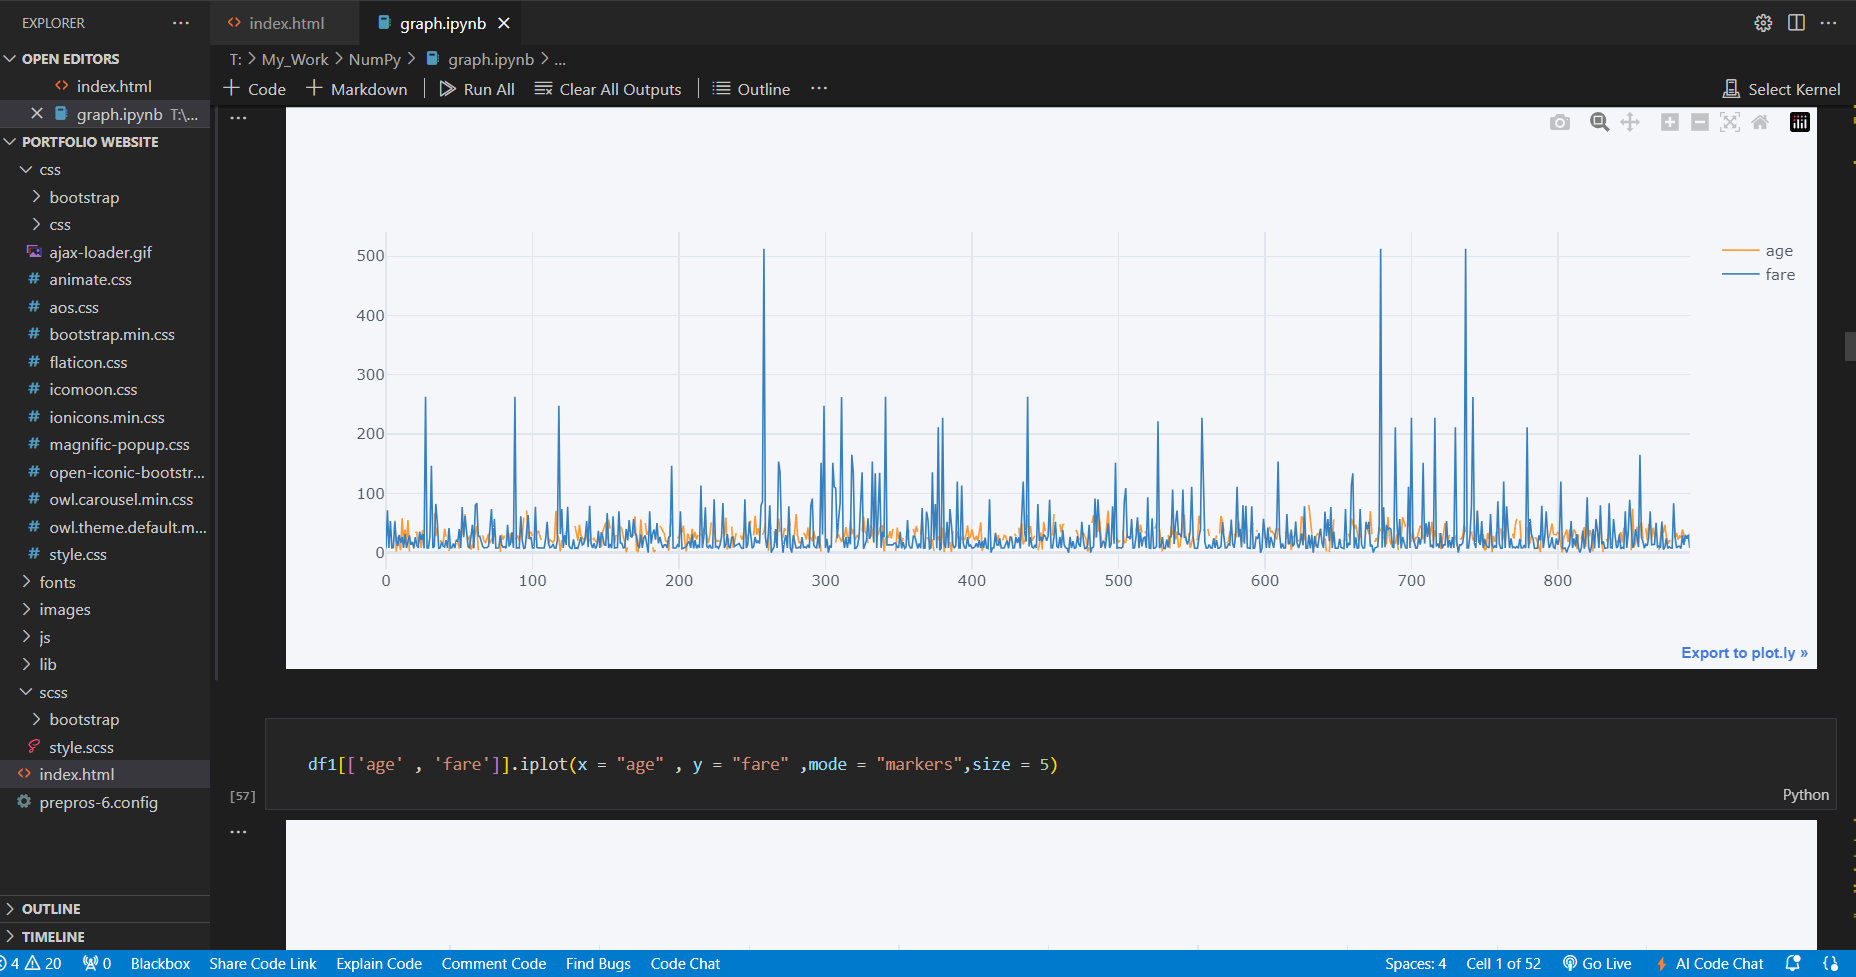 EXPLORER
index.html
graph.ipynb
OPEN EDITORS
index.html
graph.ipynb T:\...
PORTFOLIO WEBSITE
css
bootstrap
css
ajax-loader.gif
animate.css
aos.css
bootstrap.min.css
flaticon.css
icomoon.css
ionicons.min.css
magnific-popup.css
open-iconic-bootstr...
owl.carousel.min.css
owl.theme.default.m...
style.css
fonts
images
js
lib
scss
bootstrap
style.scss
index.html
prepros-6.config
OUTLINE
TIMELINE
T: > My_Work > NumPy > graph.ipynb > ...
+ Code + Markdown Run All Clear All Outputs Outline ...
Select Kernel
500
400
300
200
100
0
0 100 200 300 400 500 600 700 800
age
fare
Export to plot.ly »
df1[['age' , 'fare']].iplot(x = "age" , y = "fare" ,mode = "markers",size = 5)
[57]
Python
4 20 0 Blackbox Share Code Link Explain Code Comment Code Find Bugs Code Chat
Spaces: 4 Cell 1 of 52 Go Live AI Code Chat